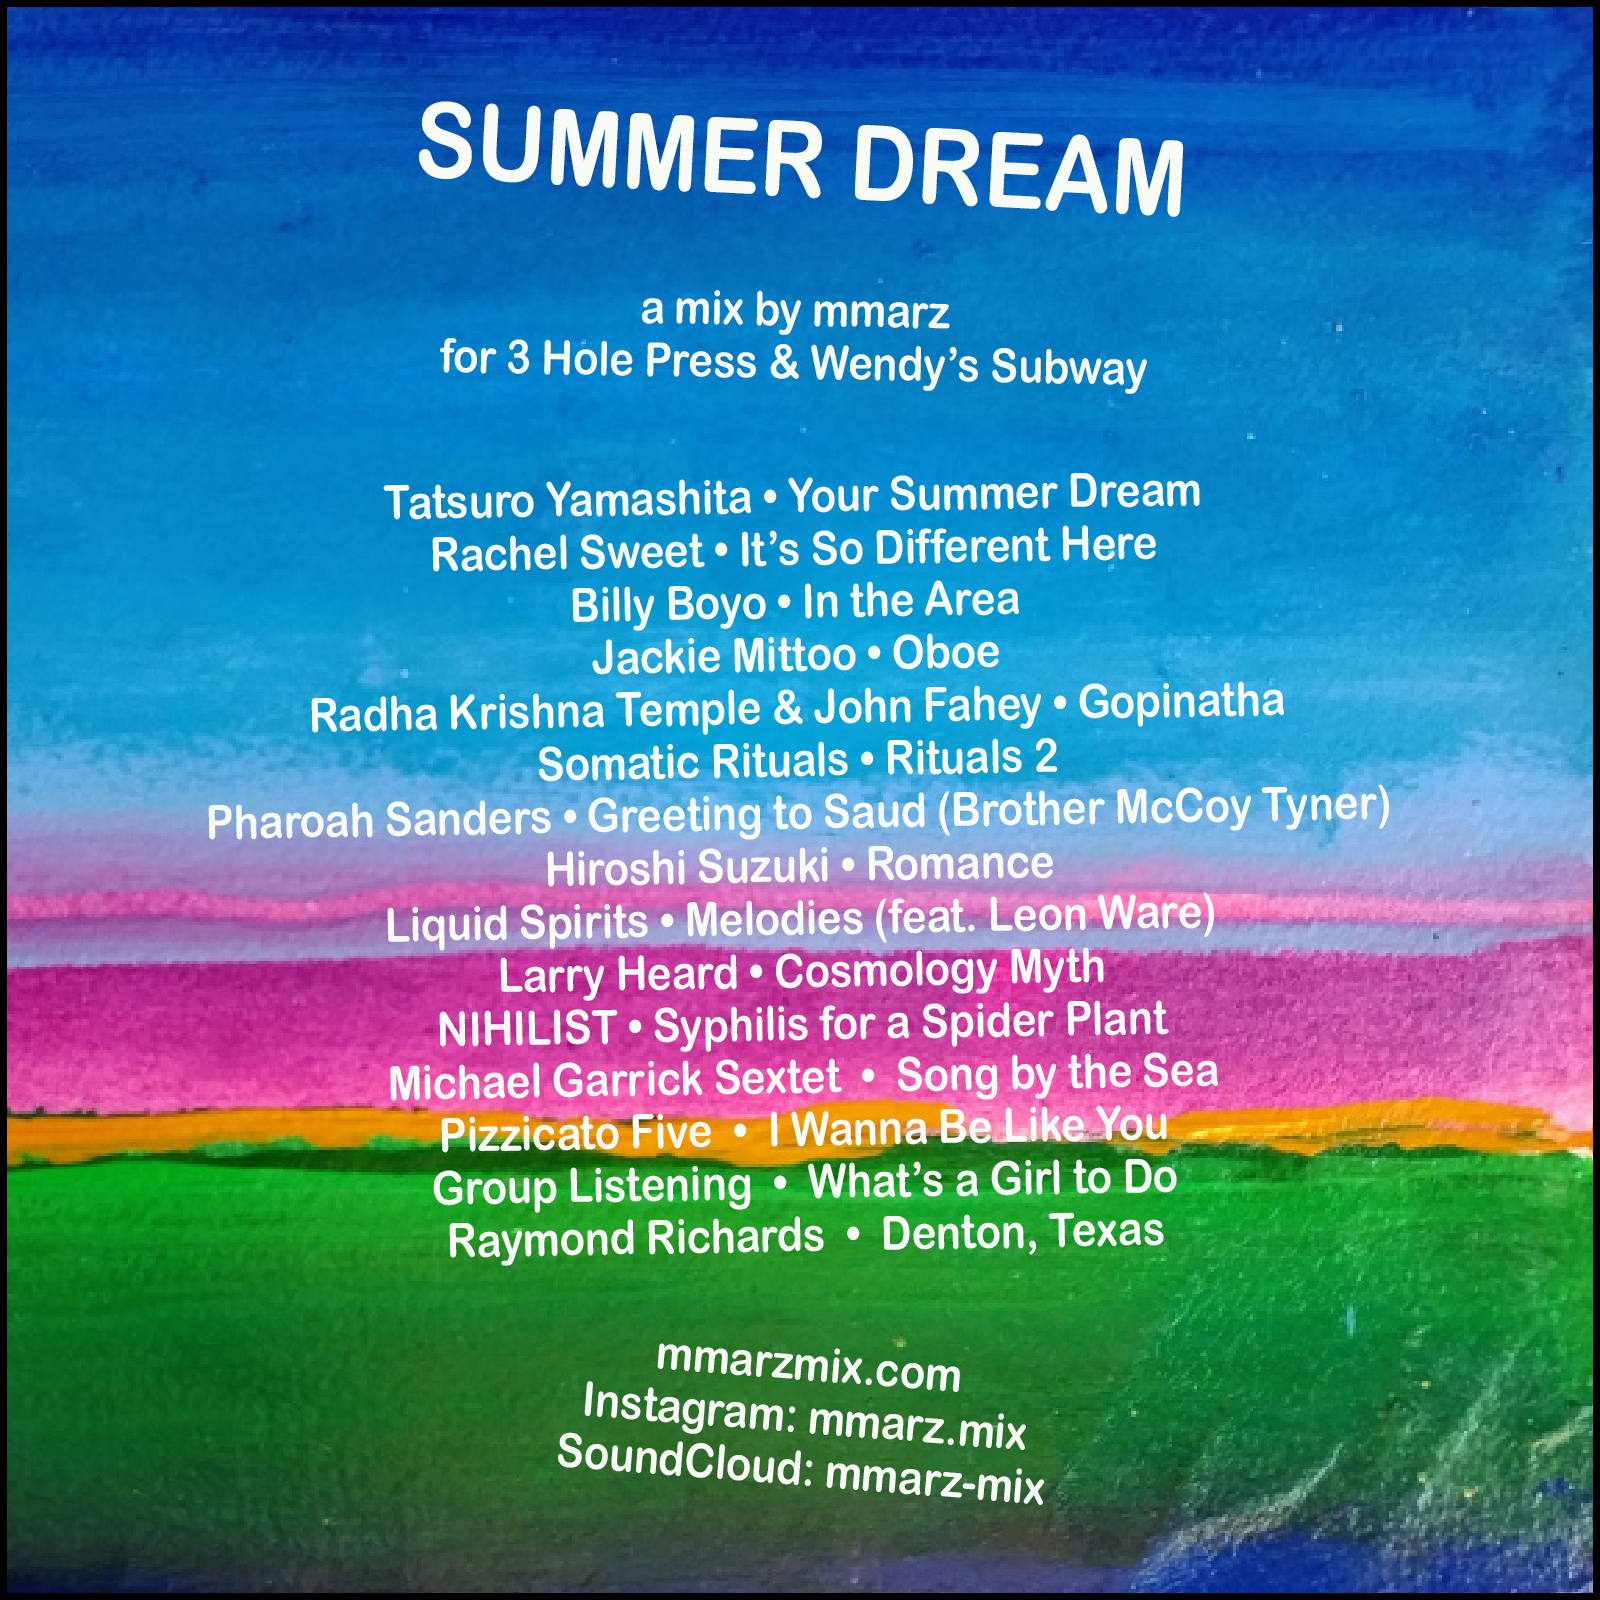 SUMMER DREAM
a mix by mmarz
for 3 Hole Press & Wendy’s Subway
Tatsuro Yamashita • Your Summer Dream
Rachel Sweet • It’s So Different Here
Billy Boyo • In the Area
Jackie Mittoo • Oboe
Radha Krishna Temple & John Fahey • Gopinatha
Somatic Rituals • Rituals 2
Pharoah Sanders • Greeting to Saud (Brother McCoy Tyner)
Hiroshi Suzuki • Romance
Liquid Spirits • Melodies (feat. Leon Ware)
Larry Heard • Cosmology Myth
NIHILIST • Syphilis for a Spider Plant
Michael Garrick Sextet • Song by the Sea
Pizzicato Five • I Wanna Be Like You
Group Listening • What’s a Girl to Do
Raymond Richards • Denton, Texas
mmarzmix.com
Instagram: mmarz.mix
SoundCloud: mmarz-mix